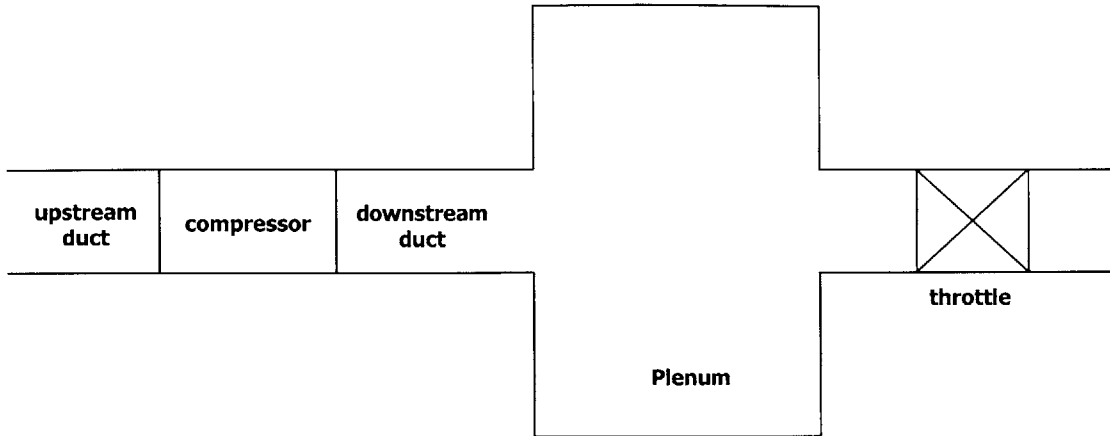 upstream
duct
compressor
downstream
duct
throttle
Plenum